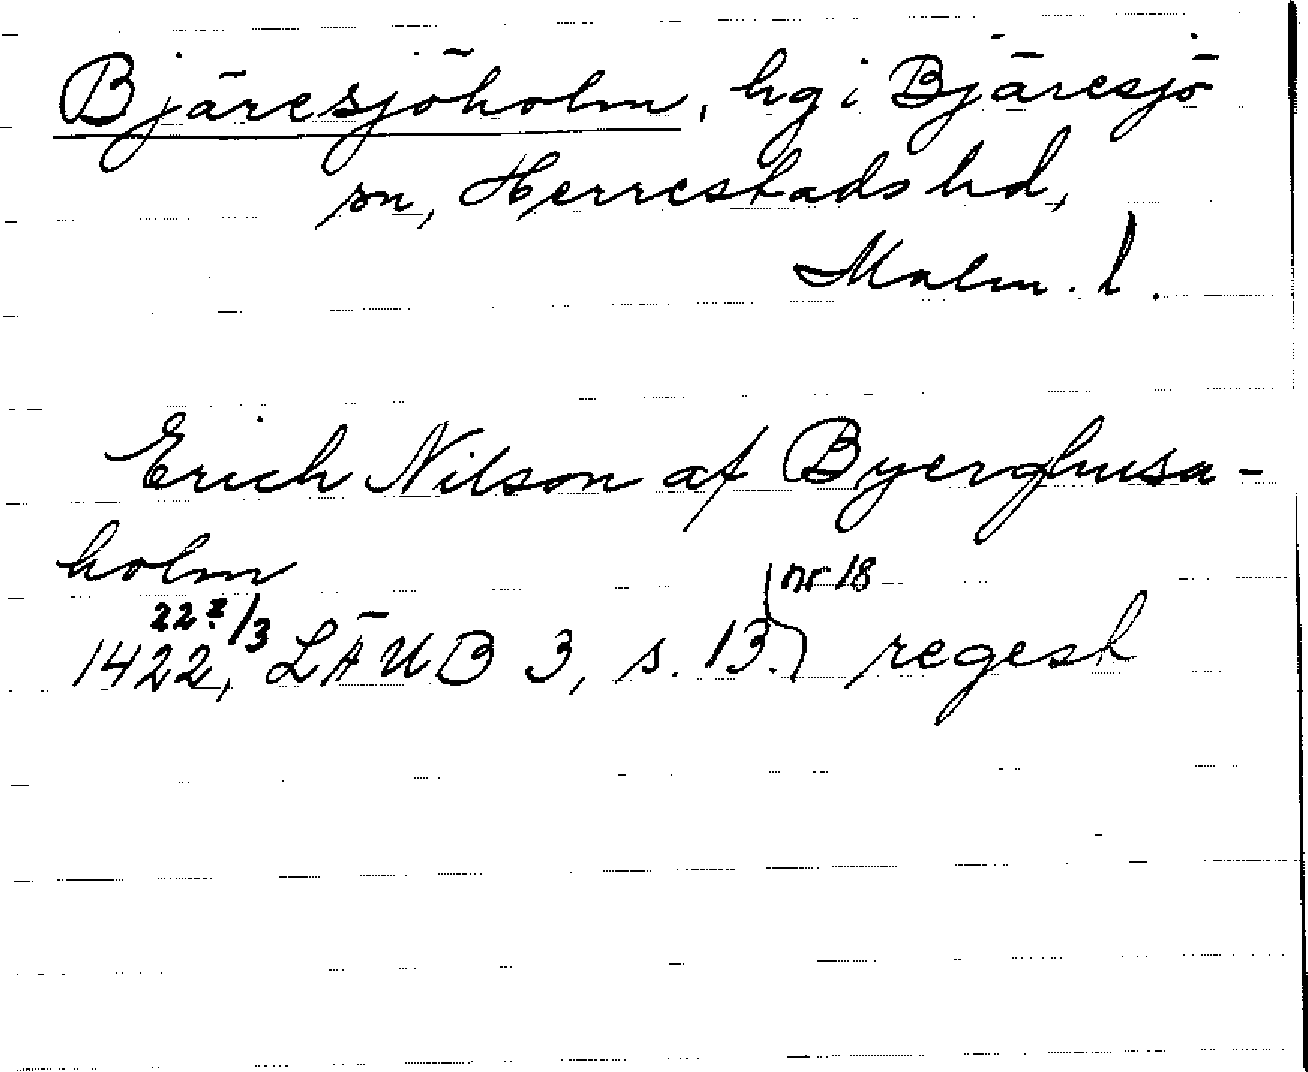 Bjäresjöholm, hg i Bjäresjö
sn, Herrestads hd,
Malm. l.
Erich Nilson af Byerghusa-
holm
22?/3 nr 18
1422, LÄUB 3, s. 13. regest